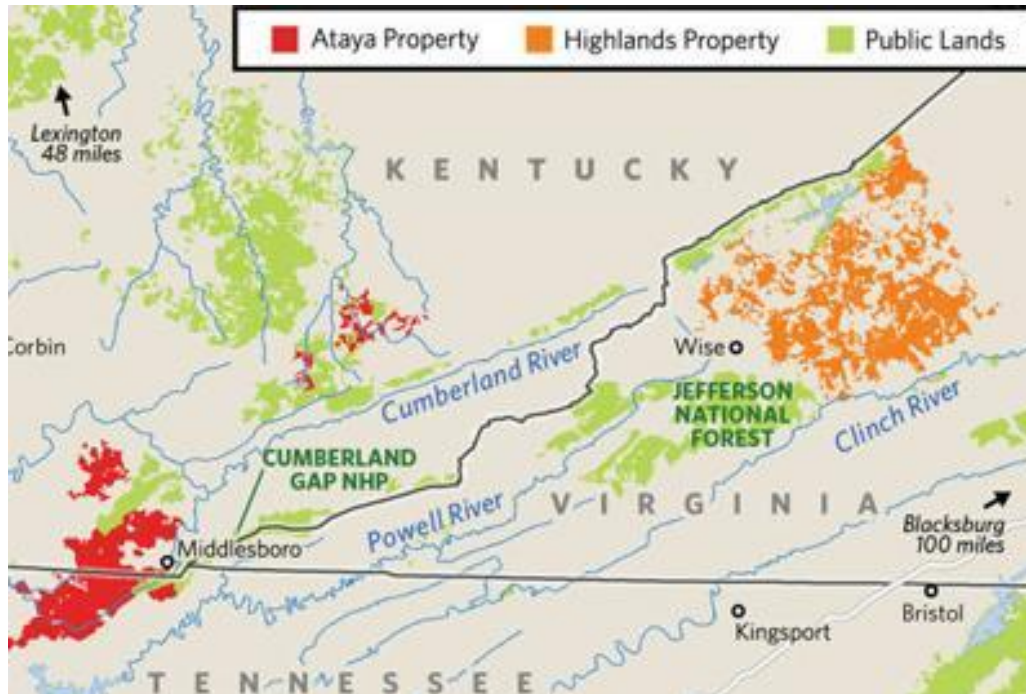 Ataya Property
Highlands Property
Public Lands
Lexington
48 miles
KENTUCKY
Corbin
Cumberland River
Wise
JEFFERSON
NATIONAL
FOREST
Clinch River
CUMBERLAND
GAP NHP
Powell River
VIRGINIA
Blacksburg
100 miles
Middlesboro
Bristol
Kingsport
TENNESSEE